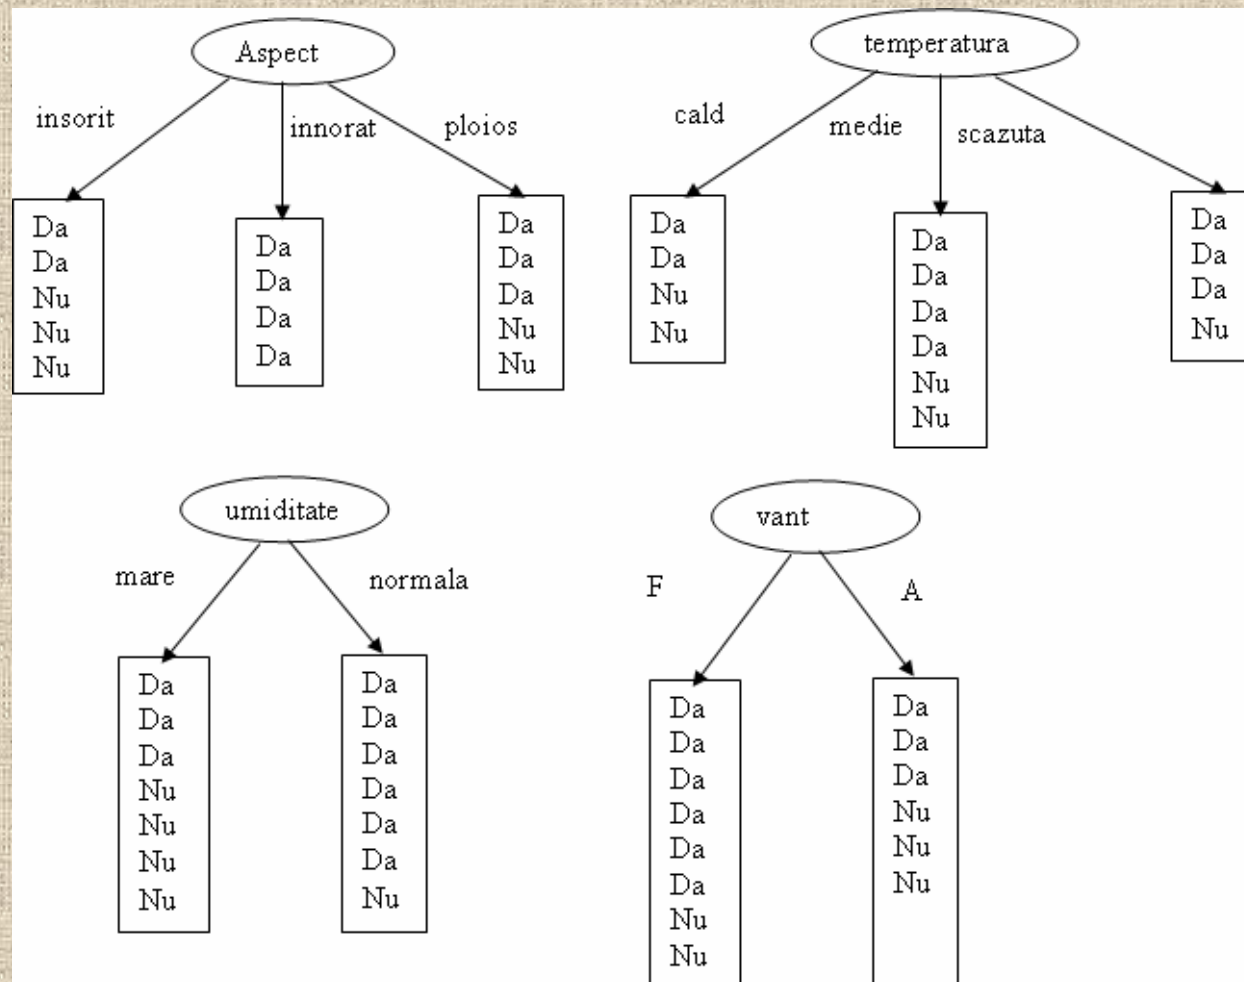 Aspect
insorit
innorat
ploios
Da
Da
Nu
Nu
Nu
Da
Da
Da
Da
Da
Da
Da
Nu
Nu
temperatura
cald
medie
scazuta
Da
Da
Nu
Nu
Da
Da
Da
Da
Nu
Nu
Da
Da
Da
Nu
umiditate
mare
normala
Da
Da
Da
Nu
Nu
Nu
Nu
Da
Da
Da
Da
Da
Da
Nu
vant
F
A
Da
Da
Da
Da
Da
Da
Nu
Nu
Da
Da
Da
Nu
Nu
Nu